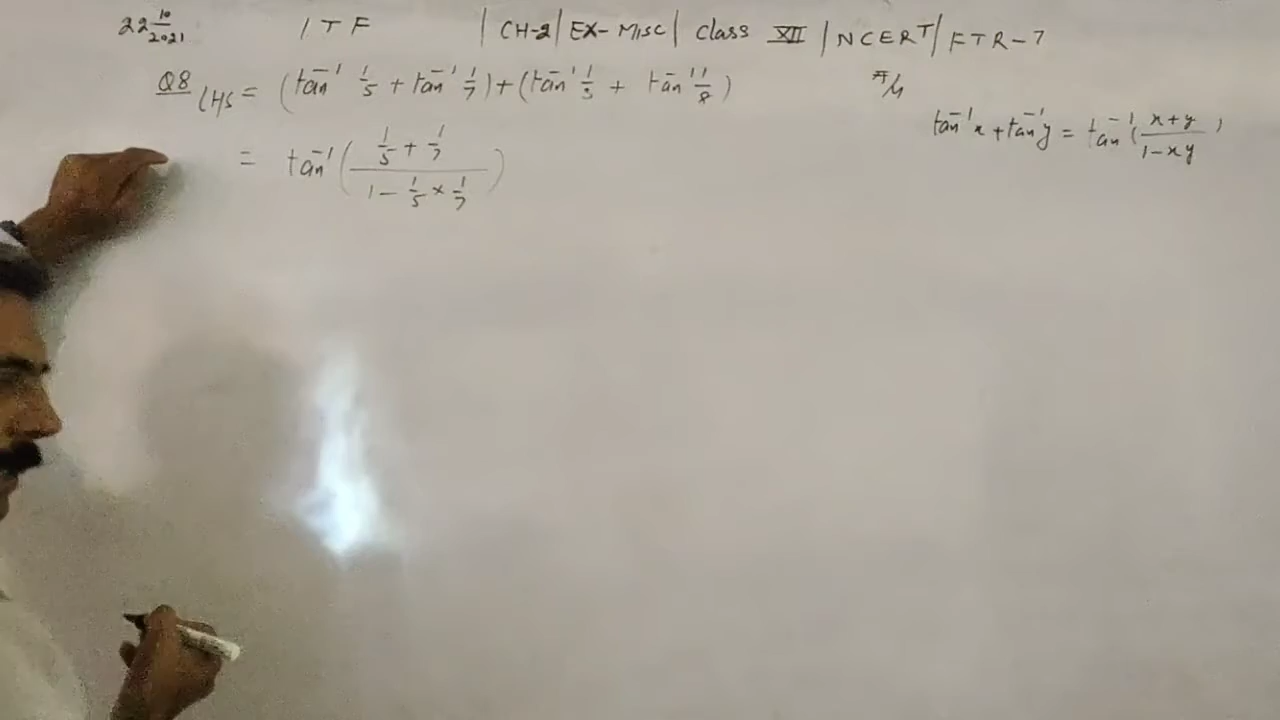 22 10/2021 ITF | CH-2 | EX-MISC | Class XII | NCERT | FTR-7
Q8 LHS = (tan⁻¹ 1/5 + tan⁻¹ 1/7) + (tan⁻¹ 1/3 + tan⁻¹ 1/8) π/4
tan⁻¹x + tan⁻¹y = tan⁻¹((x+y)/(1-xy))
= tan⁻¹((1/5 + 1/7)/(1 - 1/5 × 1/7))